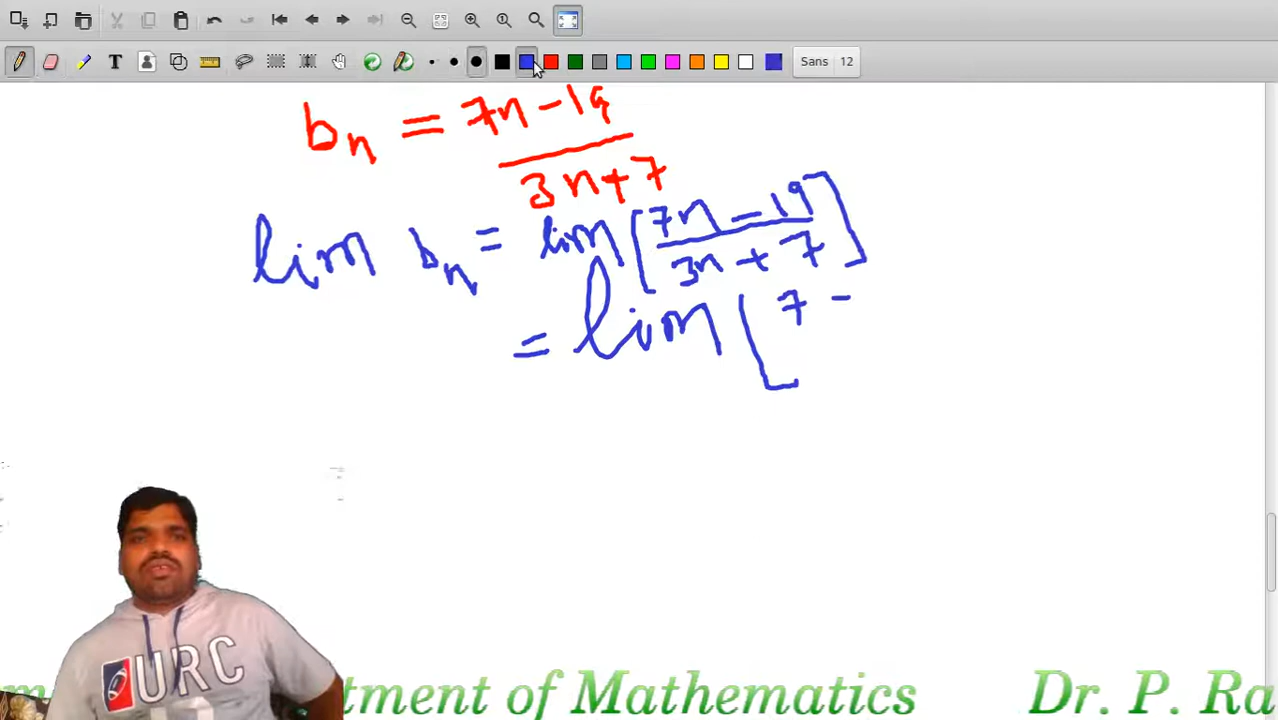 Sans 12
bn = 7n - 19
3n + 7
lim bn = lim [ 7n - 19
3n + 7 ]
= lim [ 7 -
URC
tment of Mathematics Dr. P. Ra